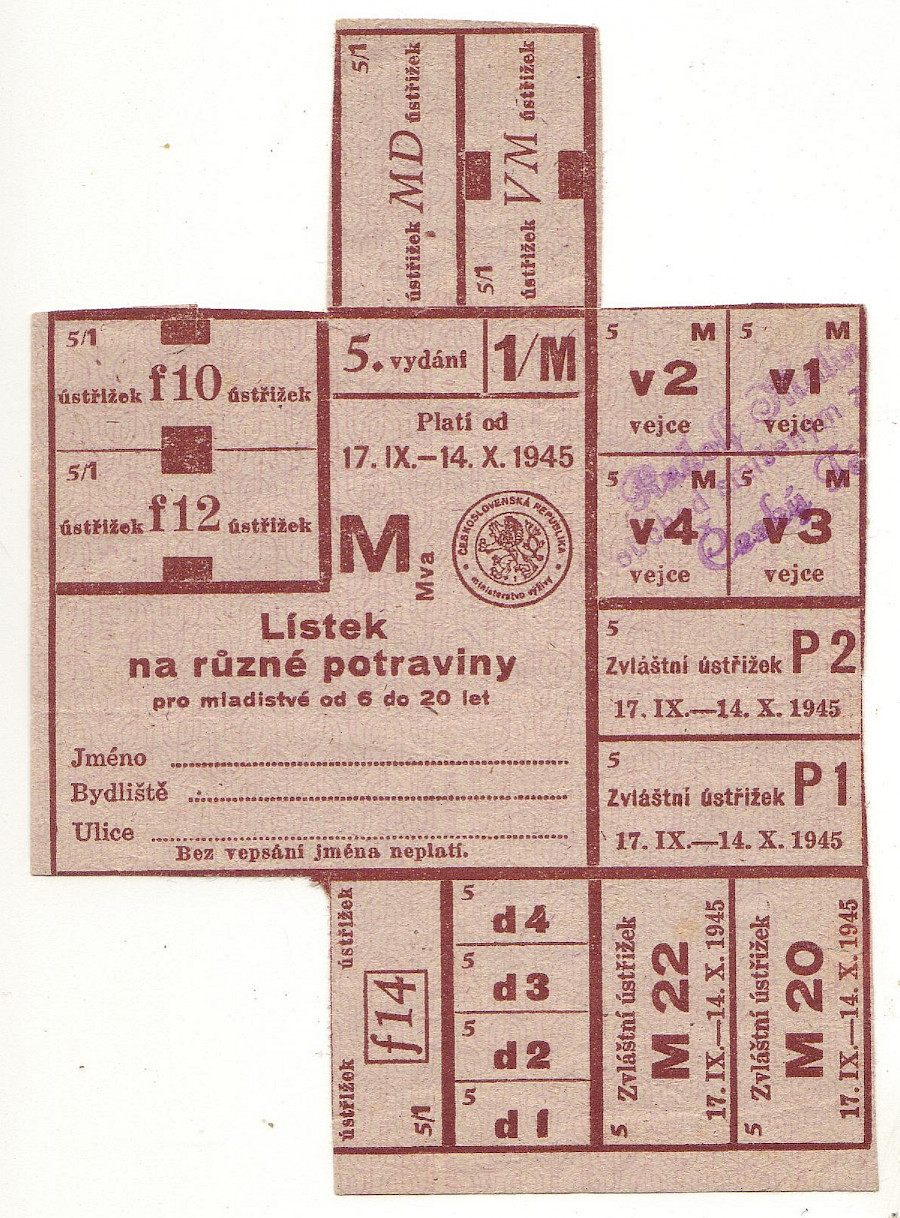 5/1
ústřižek MD ústřižek
5/1
ústřižek VM ústřižek
5/1
ústřižek f10 ústřižek
5/1
ústřižek f12 ústřižek
5. vydání 1/M
Platí od
17. IX.—14. X. 1945
M Mva
ČESKOSLOVENSKÁ REPUBLIKA
ministerstvo výživy
Lístek
na různé potraviny
pro mladistvé od 6 do 20 let
Jméno
Bydliště
Ulice
Bez vepsání jména neplatí.
5 M
v2
vejce
5 M
v1
vejce
5 M
v4
vejce
5 M
v3
vejce
Rudolf
5
Zvláštní ústřižek P 2
17. IX.—14. X. 1945
5
Zvláštní ústřižek P 1
17. IX.—14. X. 1945
ústřižek f14 ústřižek
5/1
5
d4
5
d3
5
d2
5
d1
5
Zvláštní ústřižek
M 22
17. IX.—14. X. 1945
5
Zvláštní ústřižek
M 20
17. IX.—14. X. 1945